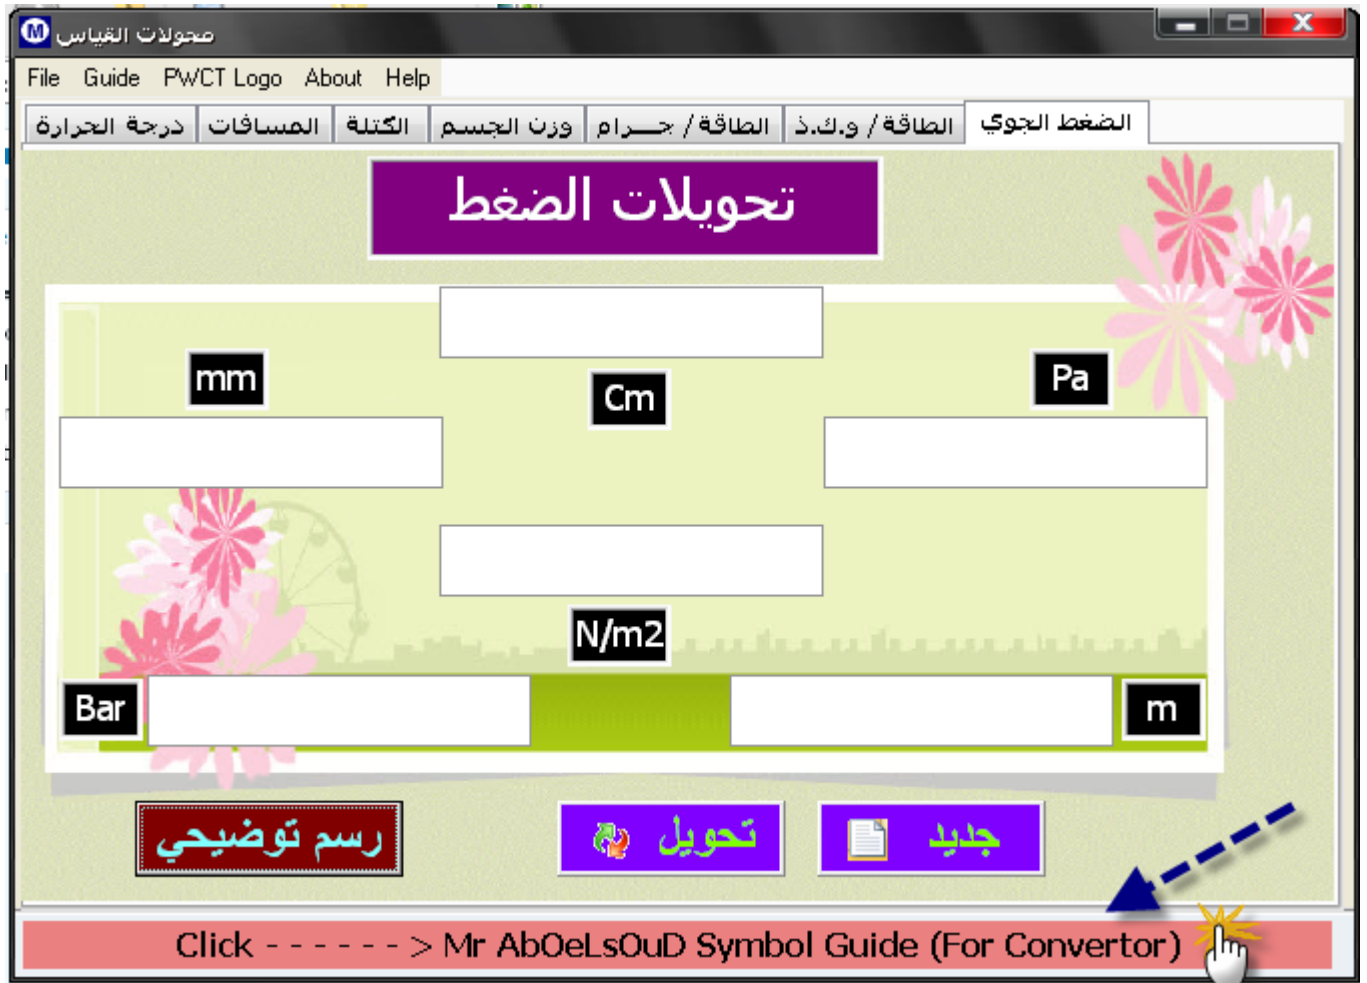 محولات القياس
File Guide PWCT Logo About Help
الضغط الجوي الطاقة / و.ك.ذ الطاقة / جـــرام وزن الجسم الكتلة المسافات درجة الحرارة
تحويلات الضغط
mm
Cm
Pa
N/m2
Bar
m
جديد
تحويل
رسم توضيحي
Click - - - - - - > Mr AbOeLsOuD Symbol Guide (For Convertor)